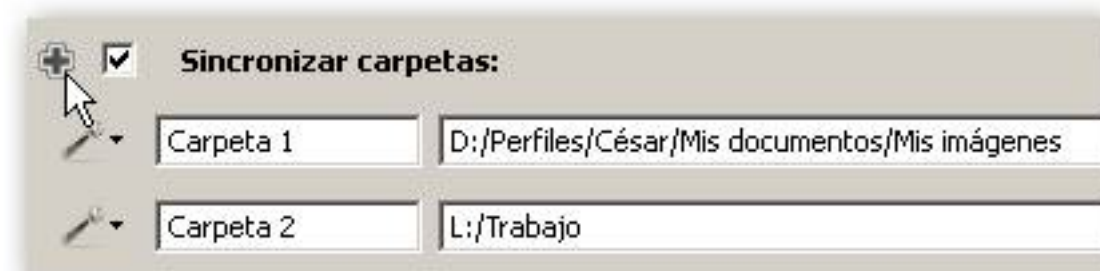 Sincronizar carpetas:
Carpeta 1 D:/Perfiles/César/Mis documentos/Mis imágenes
Carpeta 2 L:/Trabajo